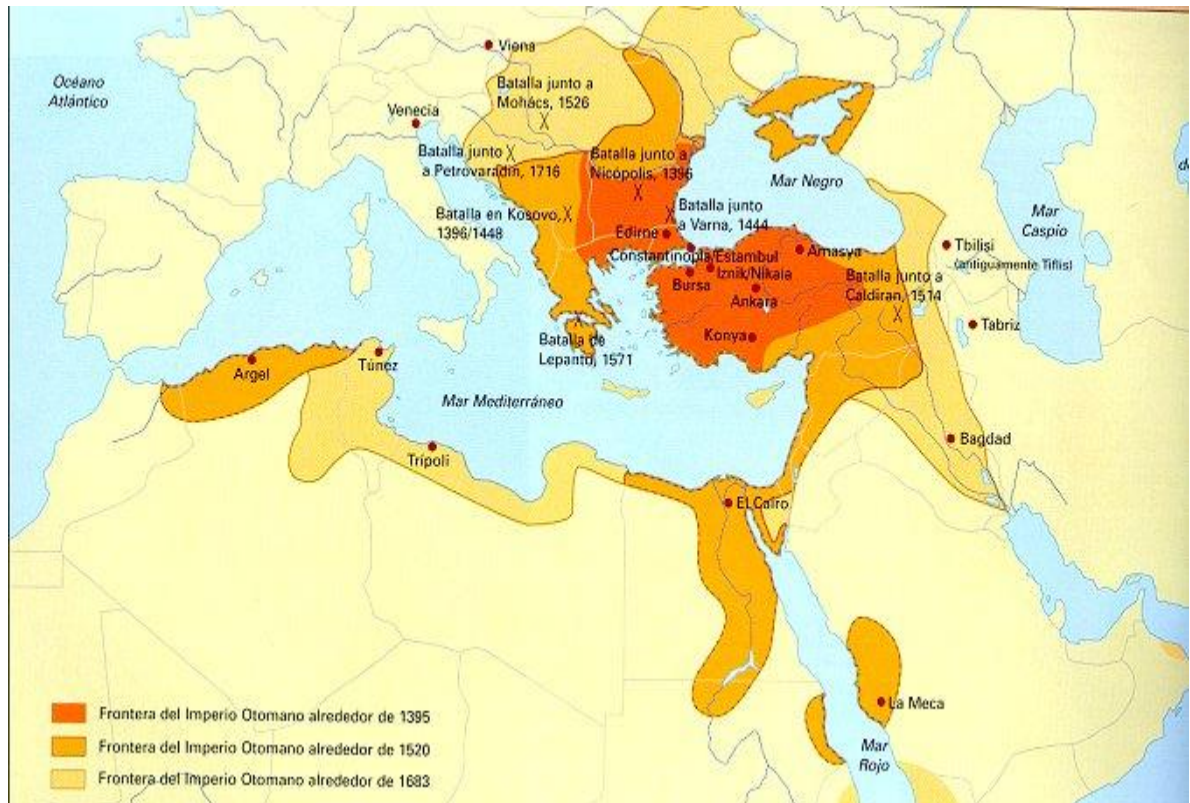 Viena
Océano
Atlántico
Batalla junto a
Mohács, 1526
Venecia
Batalla junto
a Petrovaradin, 1716
Batalla junto a
Nicópolis, 1396
Mar Negro
Mar
Caspio
Batalla en Kosovo,
1396/1448
Batalla junto
a Varna, 1444
Edirne
Constantinopla/Estambul
Iznik/Nikaia
Bursa
Ankara
Amasya
Tbilisi
(antiguamente Tiflis)
Batalla junto a
Caldiran, 1514
Tabriz
Konya
Batalla de
Lepanto, 1571
Argel
Túnez
Mar Mediterráneo
Trípoli
Bagdad
El Cairo
La Meca
Mar
Rojo
Frontera del Imperio Otomano alrededor de 1395
Frontera del Imperio Otomano alrededor de 1520
Frontera del Imperio Otomano alrededor de 1683